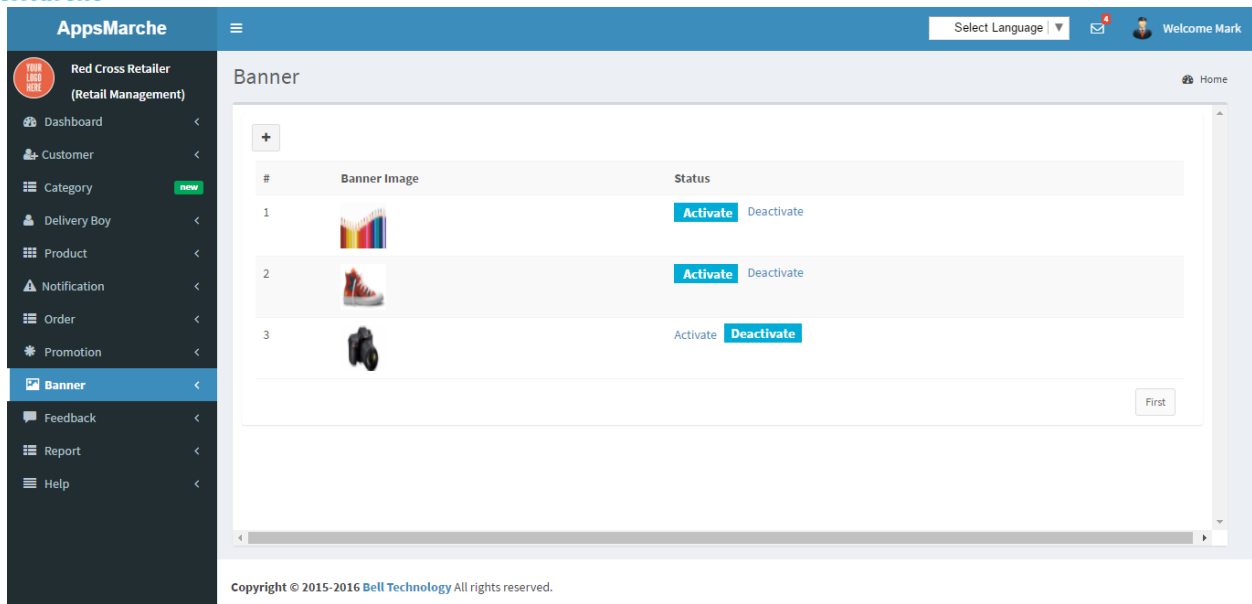 AppsMarche
Select Language ▼
4
Welcome Mark
YOUR
LOGO
HERE
Red Cross Retailer
(Retail Management)
Banner
Home
Dashboard
Customer
Category new
Delivery Boy
Product
Notification
Order
Promotion
Banner
Feedback
Report
Help
+
# Banner Image Status
1 Activate Deactivate
2 Activate Deactivate
3 Activate Deactivate
First
Copyright © 2015-2016 Bell Technology All rights reserved.